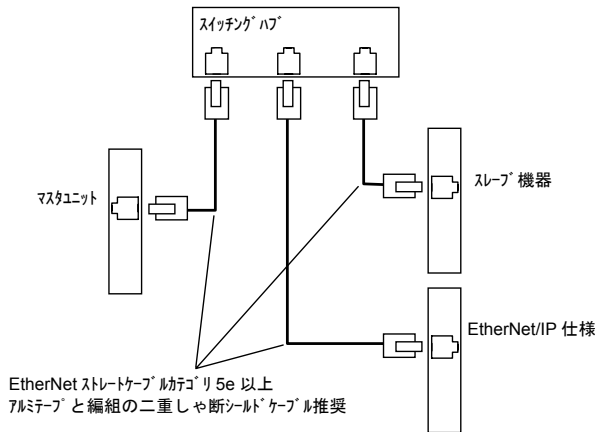 ｽｲｯﾁﾝｸﾞﾊﾌﾞ
ﾏｽﾀﾕﾆｯﾄ
ｽﾚｰﾌﾞ機器
EtherNet/IP 仕様
EtherNet ｽﾄﾚｰﾄｹｰﾌﾞﾙｶﾃｺﾞﾘ 5e 以上
ｱﾙﾐﾃｰﾌﾟと編組の二重しゃ断ｼｰﾙﾄﾞｹｰﾌﾞﾙ推奨